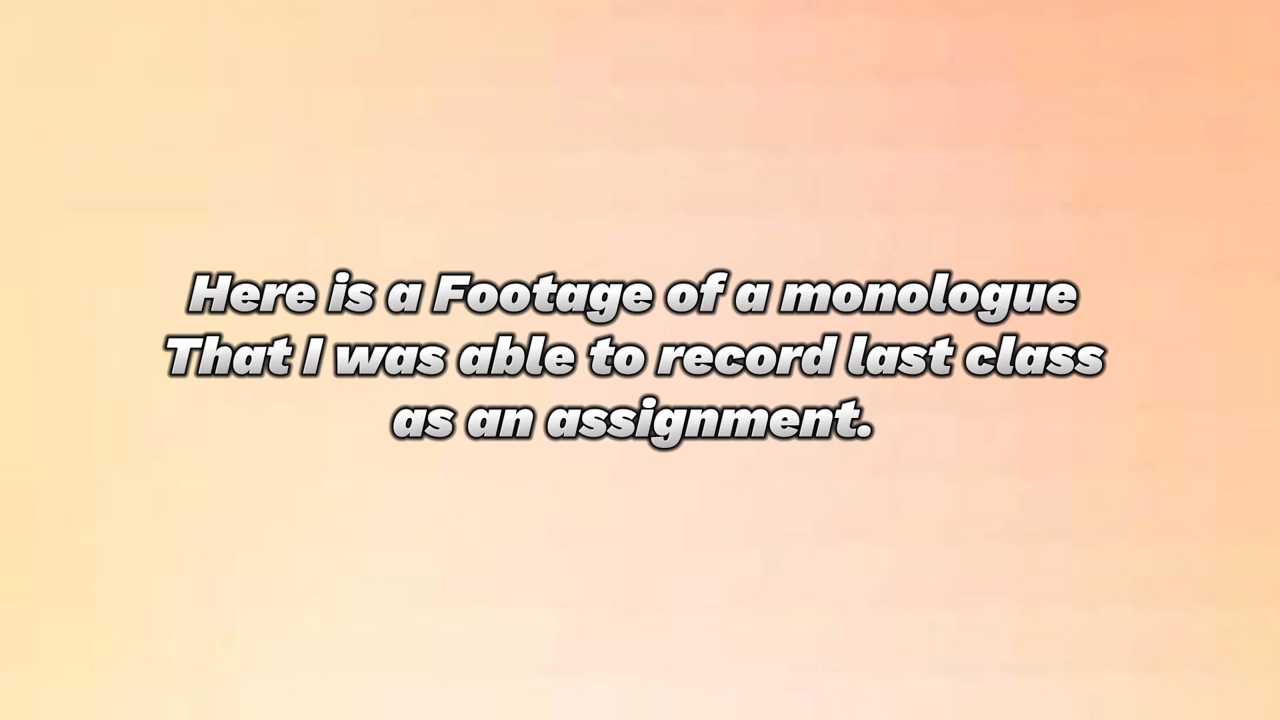 Here is a Footage of a monologue
That I was able to record last class
as an assignment.